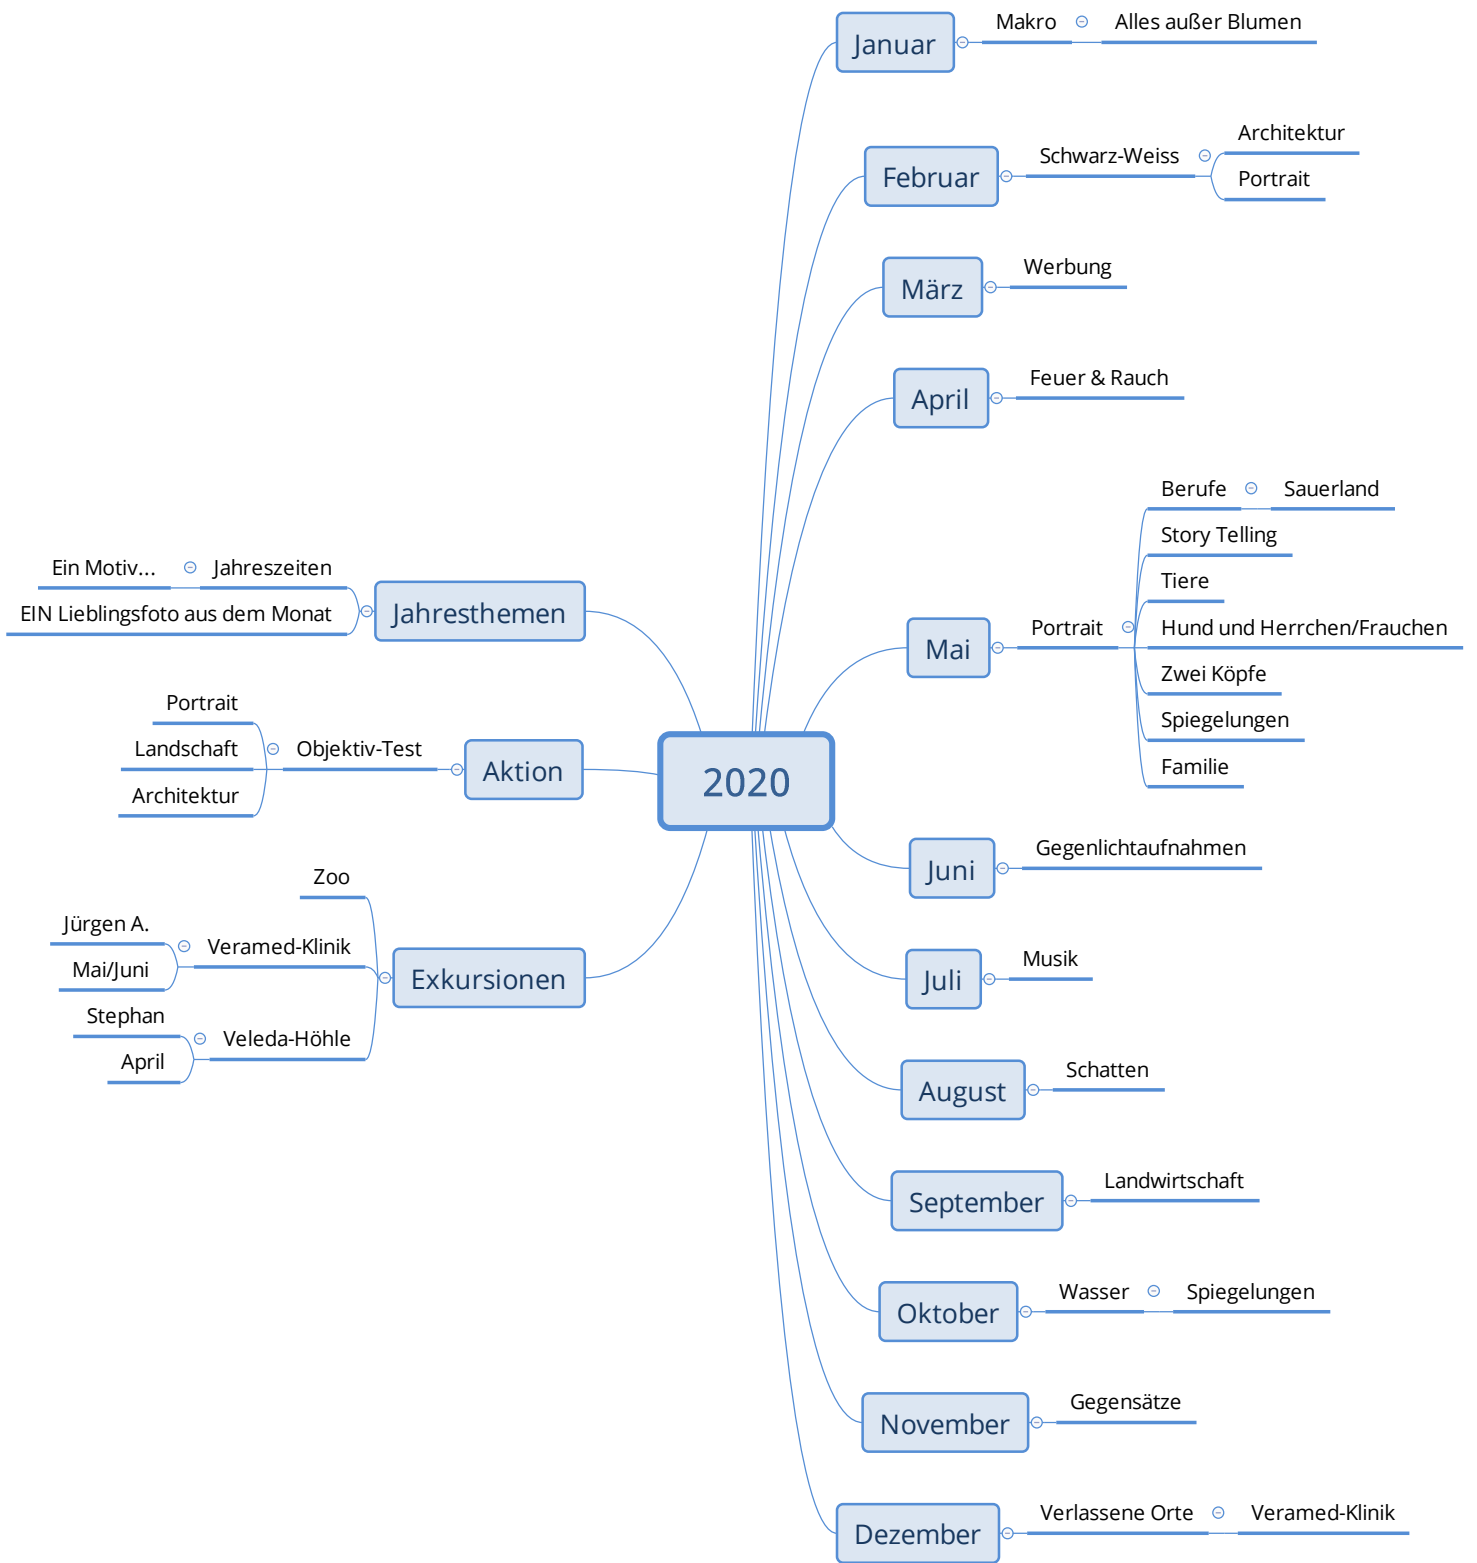 2020
Januar
Makro
Alles außer Blumen
Februar
Schwarz-Weiss
Architektur
Portrait
März
Werbung
April
Feuer & Rauch
Mai
Portrait
Berufe
Sauerland
Story Telling
Tiere
Hund und Herrchen/Frauchen
Zwei Köpfe
Spiegelungen
Familie
Juni
Gegenlichtaufnahmen
Juli
Musik
August
Schatten
September
Landwirtschaft
Oktober
Wasser
Spiegelungen
November
Gegensätze
Dezember
Verlassene Orte
Veramed-Klinik
Jahresthemen
Jahreszeiten
Ein Motiv...
EIN Lieblingsfoto aus dem Monat
Aktion
Objektiv-Test
Portrait
Landschaft
Architektur
Exkursionen
Zoo
Veramed-Klinik
Jürgen A.
Mai/Juni
Veleda-Höhle
Stephan
April